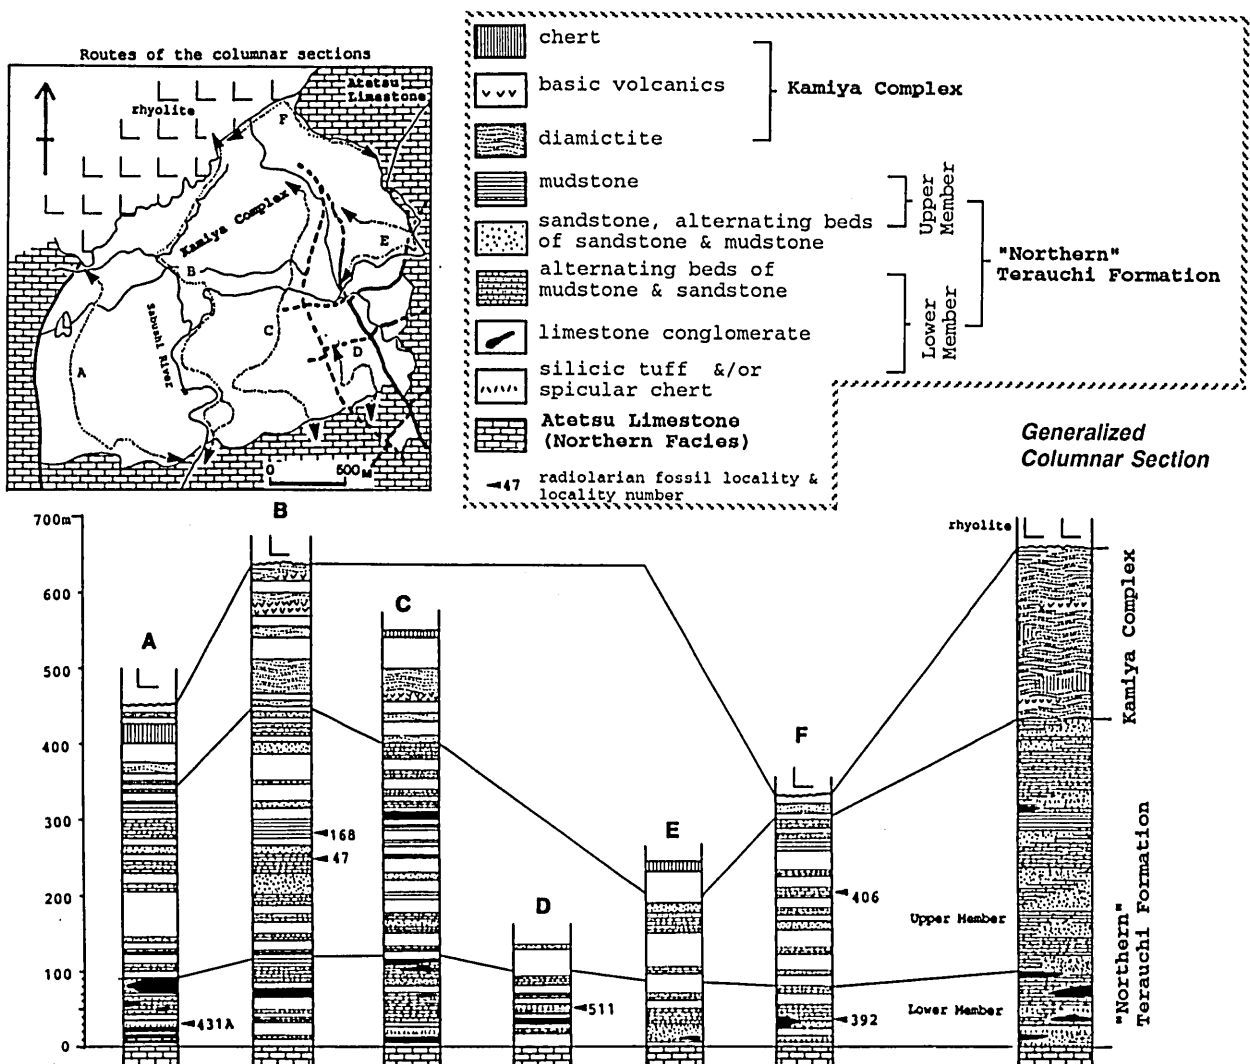 Routes of the columnar sections
Atetsu
Limestone
rhyolite
F
Kamiya Complex
E
B
C
Sabushi River
D
A
0 500 M
chert
basic volcanics
Kamiya Complex
diamictite
mudstone
sandstone, alternating beds
of sandstone & mudstone
Upper
Member
alternating beds of
mudstone & sandstone
"Northern"
Terauchi Formation
limestone conglomerate
Lower
Member
silicic tuff &/or
spicular chert
Atetsu Limestone
(Northern Facies)
47 radiolarian fossil locality &
locality number
Generalized
Columnar Section
700m
600
500
400
300
200
100
0
A
B
C
D
E
F
168
47
431A
511
406
392
rhyolite
Upper Member
Lower Member
Kamiya Complex
"Northern"
Terauchi Formation